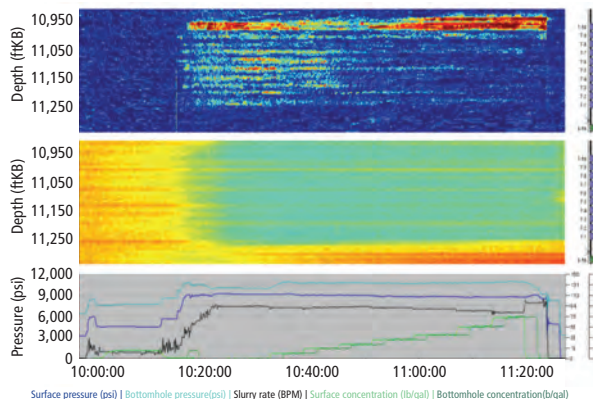 Depth (ftKB)
10,950
11,050
11,150
11,250
Depth (ftKB)
10,950
11,050
11,150
11,250
Pressure (psi)
12,000
9,000
6,000
3,000
0
10:00:00 10:20:00 10:40:00 11:00:00 11:20:00
Surface pressure (psi) | Bottomhole pressure(psi) | Slurry rate (BPM) | Surface concentration (lb/gal) | Bottomhole concentration(b/gal)